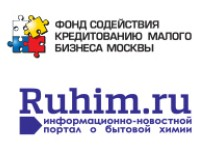 ФОНД СОДЕЙСТВИЯ
КРЕДИТОВАНИЮ МАЛОГО
БИЗНЕСА МОСКВЫ
Ruhim.ru
информационно-новостной
портал о бытовой химии